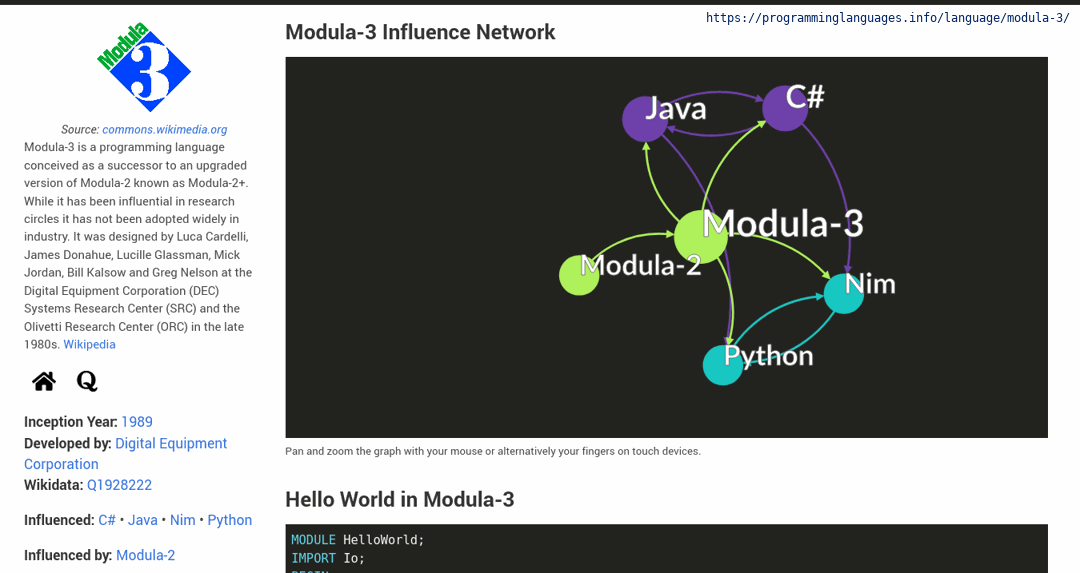 https://programminglanguages.info/language/modula-3/
Modula
3
Source: commons.wikimedia.org
Modula-3 is a programming language
conceived as a successor to an upgraded
version of Modula-2 known as Modula-2+.
While it has been influential in research
circles it has not been adopted widely in
industry. It was designed by Luca Cardelli,
James Donahue, Lucille Glassman, Mick
Jordan, Bill Kalsow and Greg Nelson at the
Digital Equipment Corporation (DEC)
Systems Research Center (SRC) and the
Olivetti Research Center (ORC) in the late
1980s. Wikipedia
Q
Inception Year: 1989
Developed by: Digital Equipment
Corporation
Wikidata: Q1928222
Influenced: C# • Java • Nim • Python
Influenced by: Modula-2
Modula-3 Influence Network
Java
C#
Modula-3
Modula-2
Nim
Python
Pan and zoom the graph with your mouse or alternatively your fingers on touch devices.
Hello World in Modula-3
MODULE HelloWorld;
IMPORT Io;